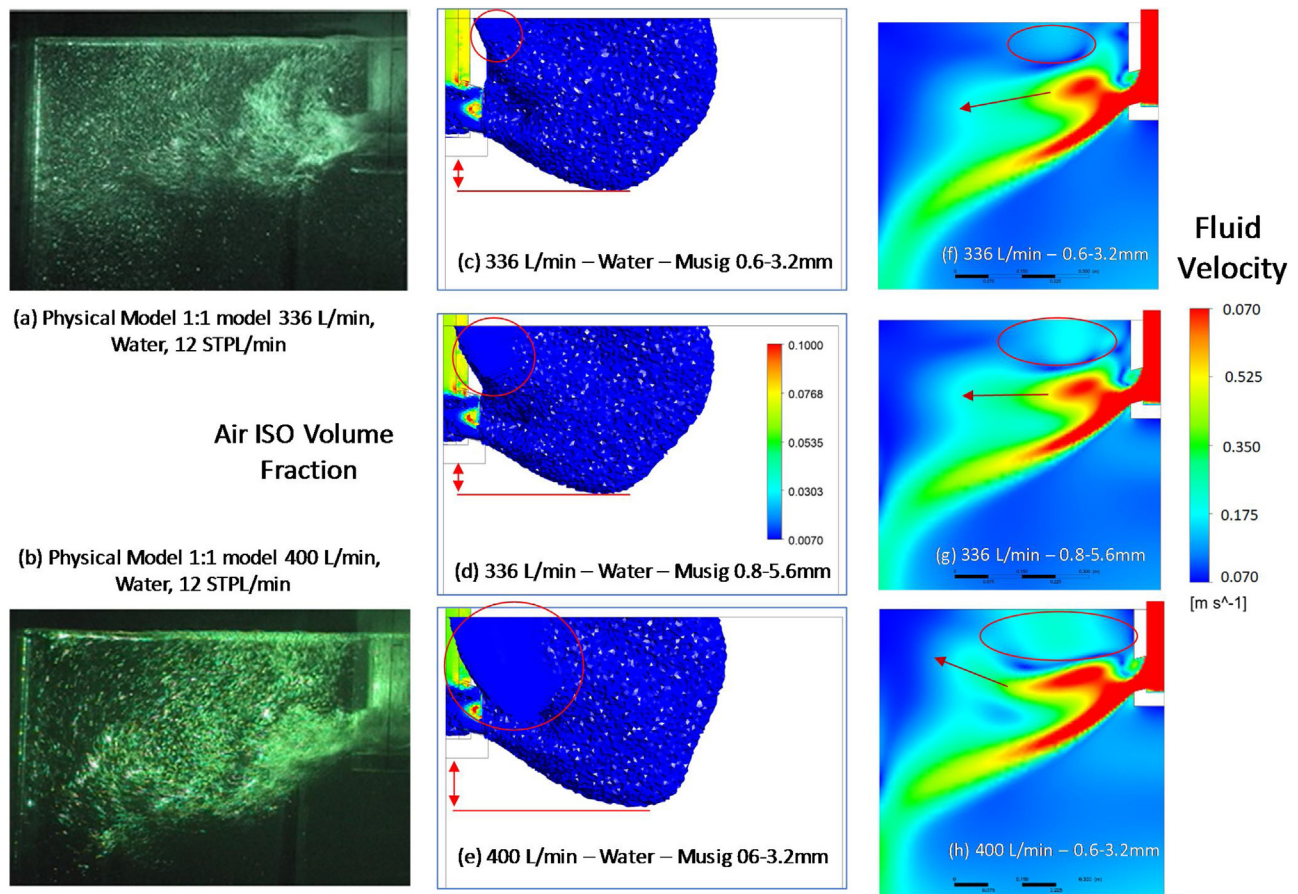 (a) Physical Model 1:1 model 336 L/min,
Water, 12 STPL/min
Air ISO Volume
Fraction
(b) Physical Model 1:1 model 400 L/min,
Water, 12 STPL/min
(c) 336 L/min – Water – Musig 0.6-3.2mm
0.1000
0.0768
0.0535
0.0303
0.0070
(d) 336 L/min – Water – Musig 0.8-5.6mm
(e) 400 L/min – Water – Musig 06-3.2mm
(f) 336 L/min – 0.6-3.2mm
(g) 336 L/min – 0.8-5.6mm
(h) 400 L/min – 0.6-3.2mm
Fluid
Velocity
0.070
0.525
0.350
0.175
0.070
[m s^-1]